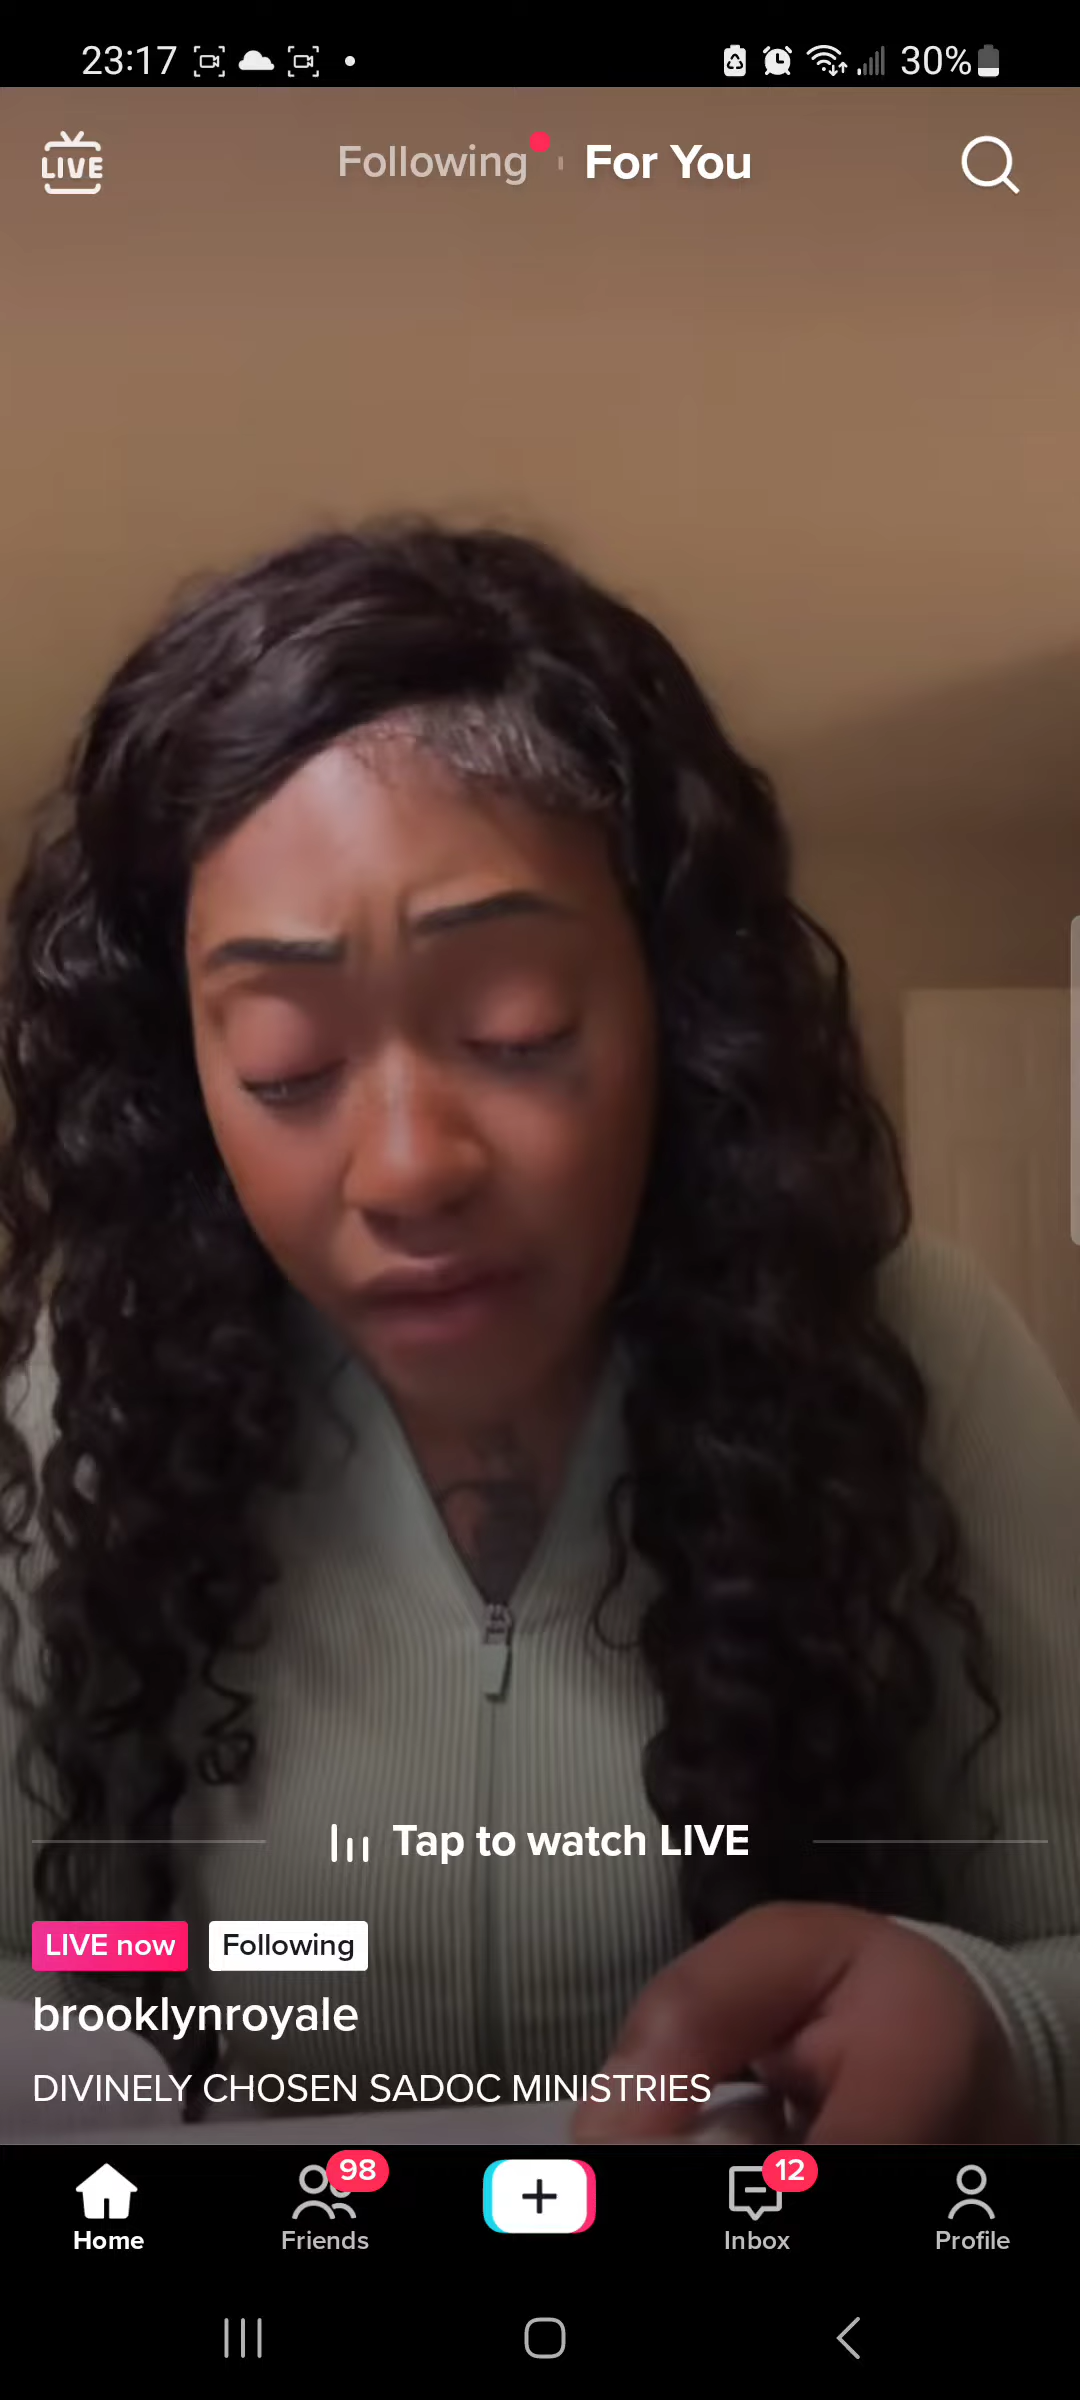 23:17 30%
LIVE Following For You
Tap to watch LIVE
LIVE now Following
brooklynroyale
DIVINELY CHOSEN SADOC MINISTRIES
98 12
Home Friends Inbox Profile